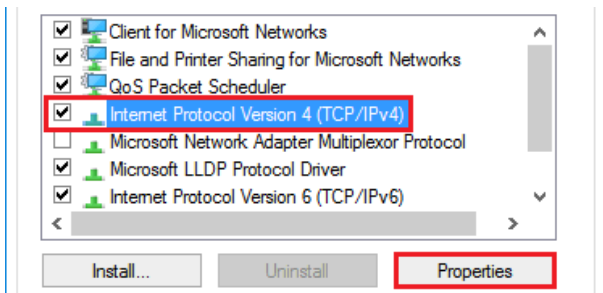 Client for Microsoft Networks
File and Printer Sharing for Microsoft Networks
QoS Packet Scheduler
Internet Protocol Version 4 (TCP/IPv4)
Microsoft Network Adapter Multiplexor Protocol
Microsoft LLDP Protocol Driver
Internet Protocol Version 6 (TCP/IPv6)
Install... Uninstall Properties